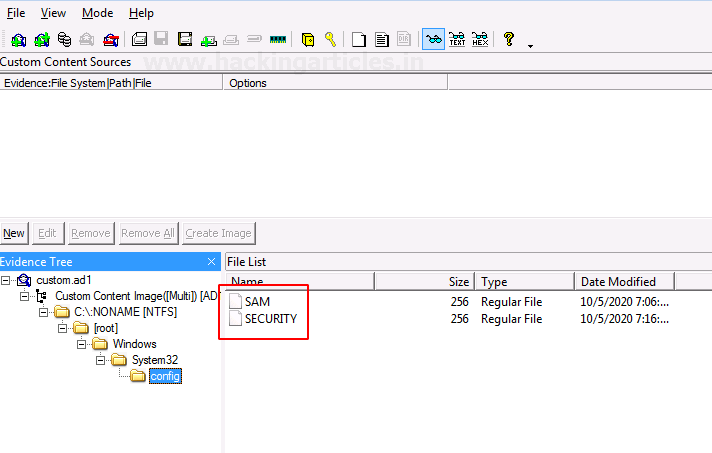 File View Mode Help
TEXT HEX
www.hackingarticles.in
Custom Content Sources
Evidence:File System|Path|File Options
New Edit Remove Remove All Create Image
Evidence Tree
File List
custom.ad1
Custom Content Image([Multi]) [AD
C:\:NONAME [NTFS]
[root]
Windows
System32
config
Name Size Type Date Modified
SAM 256 Regular File 10/5/2020 7:06:...
SECURITY 256 Regular File 10/5/2020 7:16:...